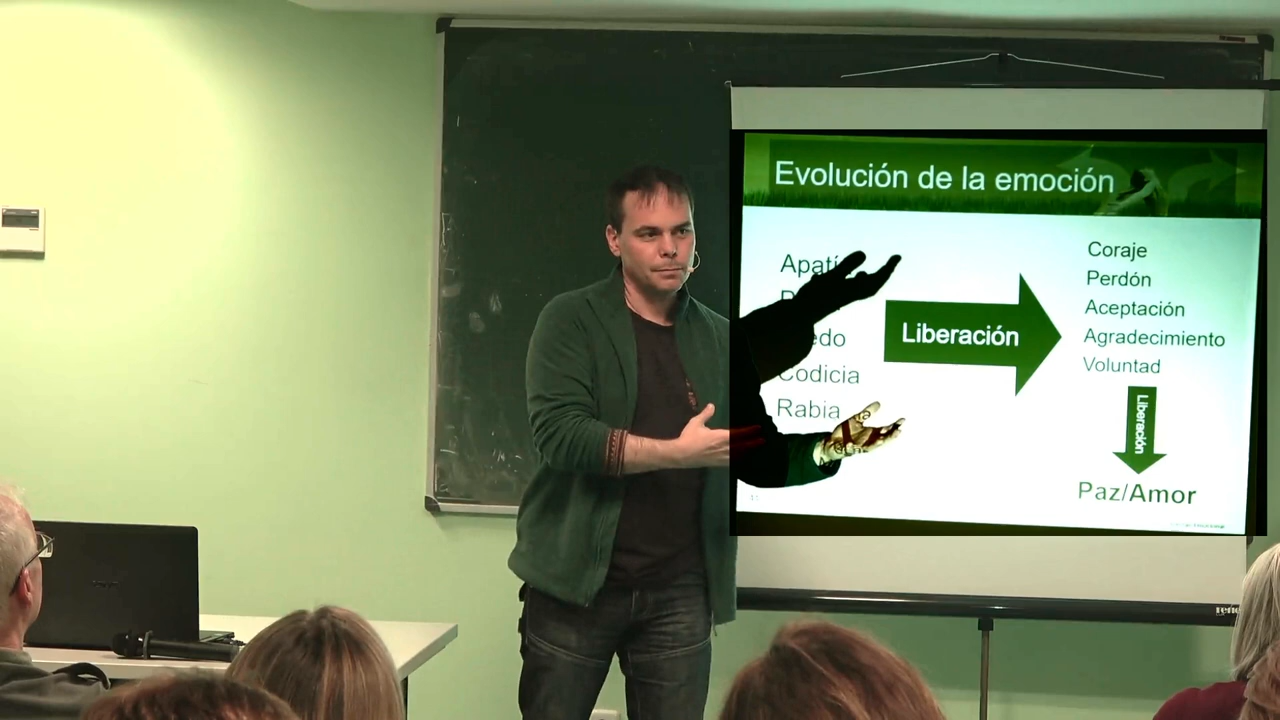 Evolución de la emoción
Codicia
Rabia
Liberación
Coraje
Perdón
Aceptación
Agradecimiento
Voluntad
Liberación
Paz/Amor